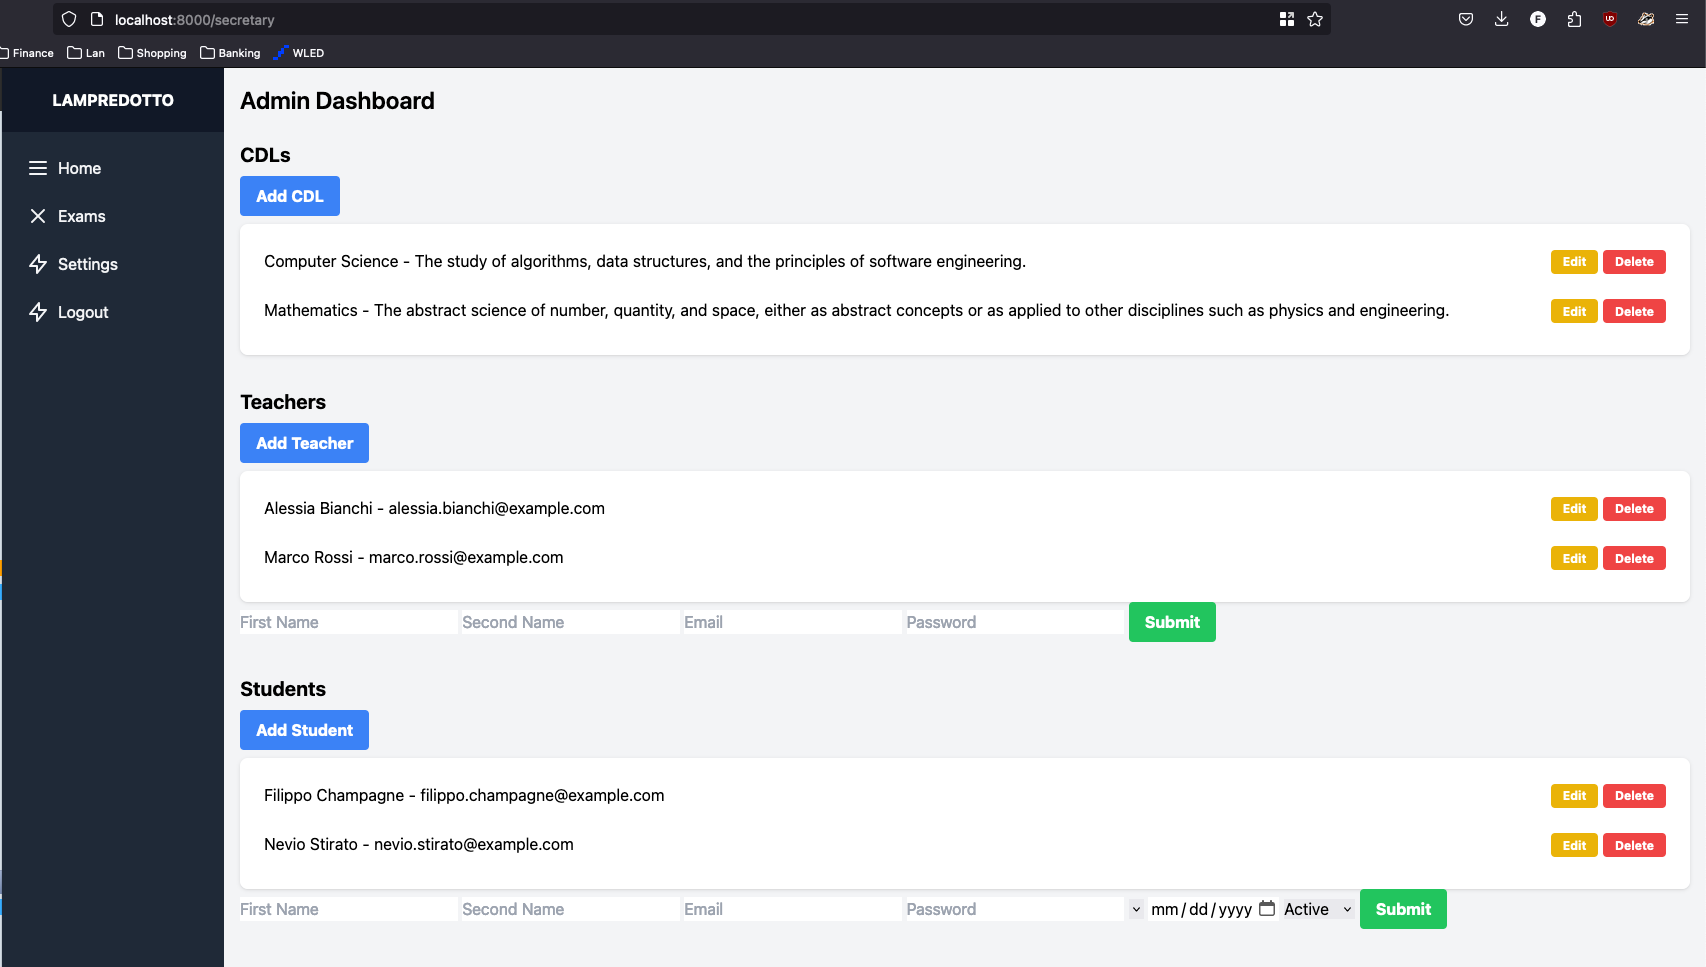 localhost:8000/secretary
F
UD
Finance Lan Shopping Banking WLED
LAMPREDOTTO
Home
Exams
Settings
Logout
Admin Dashboard
CDLs
Add CDL
Computer Science - The study of algorithms, data structures, and the principles of software engineering. Edit Delete
Mathematics - The abstract science of number, quantity, and space, either as abstract concepts or as applied to other disciplines such as physics and engineering. Edit Delete
Teachers
Add Teacher
Alessia Bianchi - alessia.bianchi@example.com Edit Delete
Marco Rossi - marco.rossi@example.com Edit Delete
First Name Second Name Email Password Submit
Students
Add Student
Filippo Champagne - filippo.champagne@example.com Edit Delete
Nevio Stirato - nevio.stirato@example.com Edit Delete
First Name Second Name Email Password mm/dd/yyyy Active Submit